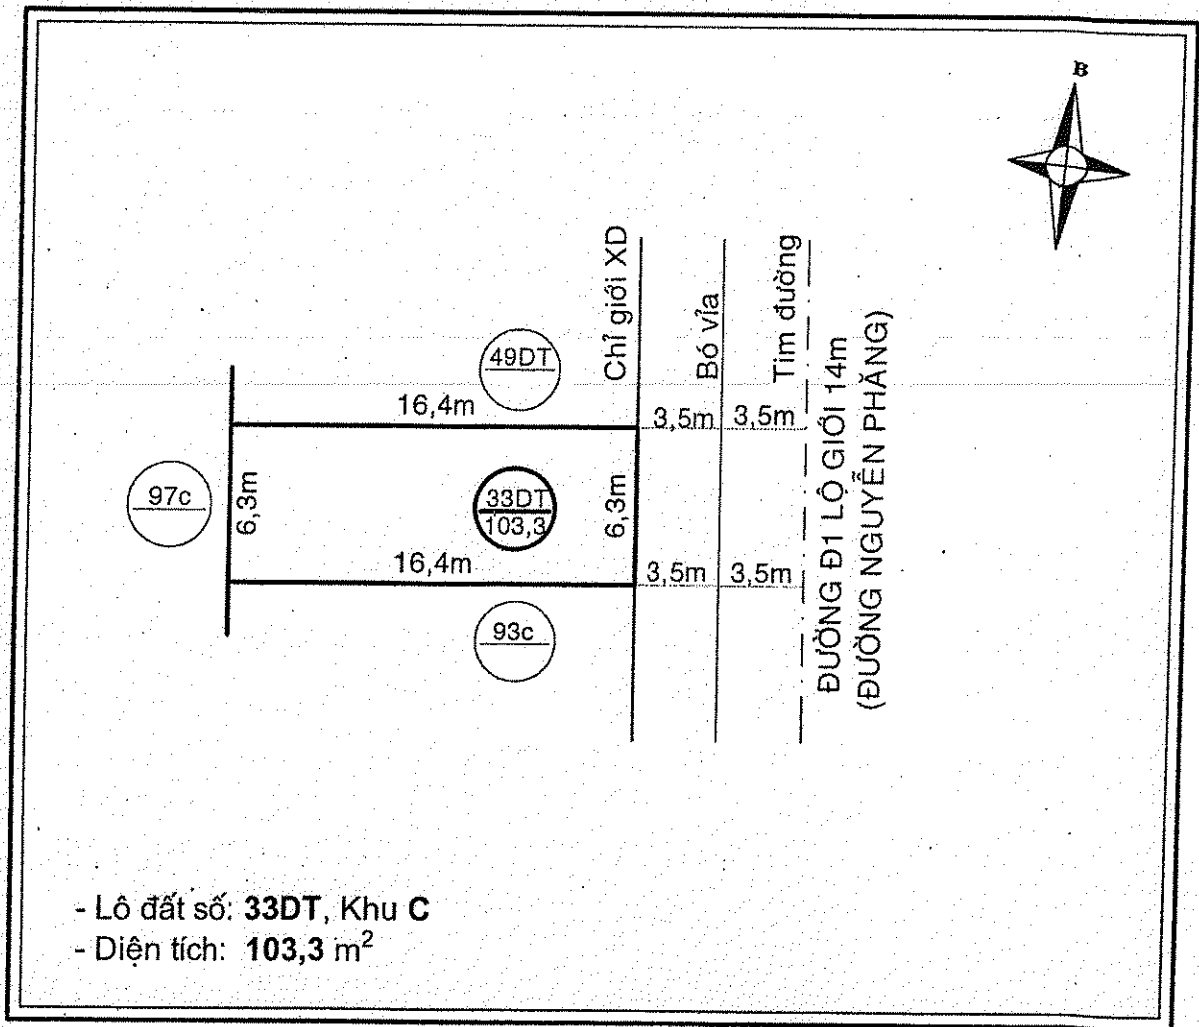 B
Chỉ giới XD
Bó vỉa
Tim đường
49DT
16,4m
3,5m
3,5m
97c
6,3m
33DT
103,3
6,3m
16,4m
3,5m
3,5m
93c
ĐƯỜNG Đ1 LỘ GIỚI 14m
(ĐƯỜNG NGUYỄN PHĂNG)
- Lô đất số: 33DT, Khu C
- Diện tích: 103,3 m²